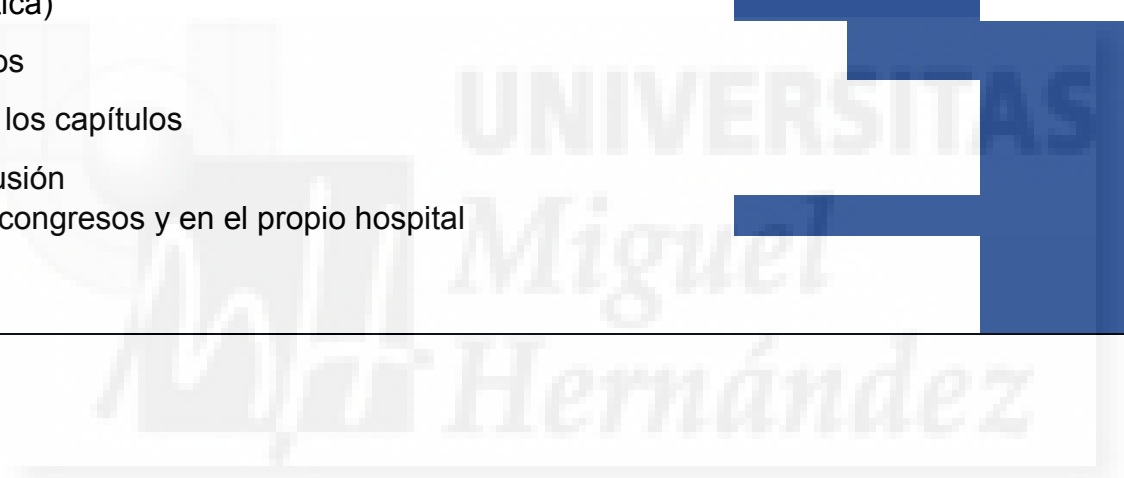 ica)
os
los capítulos
usión
congresos y en el propio hospital
UNIVERSITAS
Miguel
Hernández